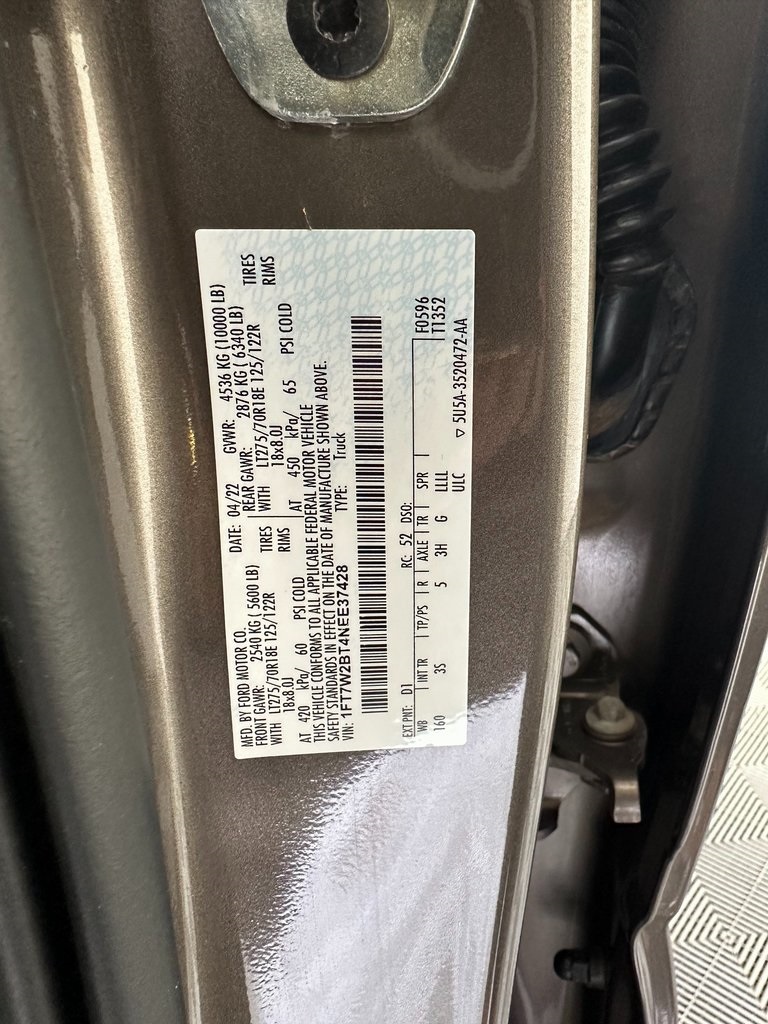 MFD. BY FORD MOTOR CO.
DATE: 04/22 GVWR: 4536 KG (10000 LB)
FRONT GAWR: 2540 KG (5600 LB) REAR GAWR: 2876 KG (6340 LB)
WITH LT275/70R18E 125/122R TIRES WITH LT275/70R18E 125/122R TIRES
18x8.0J RIMS 18x8.0J RIMS
AT 420 kPa/ 60 PSI COLD AT 450 kPa/ 65 PSI COLD
THIS VEHICLE CONFORMS TO ALL APPLICABLE FEDERAL MOTOR VEHICLE
SAFETY STANDARDS IN EFFECT ON THE DATE OF MANUFACTURE SHOWN ABOVE.
VIN: 1FT7W2BT4NEE37428 TYPE: Truck
EXT PNT: D1 RC: 52 DSO: F0596
WB INT TR TP/PS R AXLE TR SPR T1352
160 3S 5 3H G LLLL
ULC ▽ 5U5A-3520472-AA